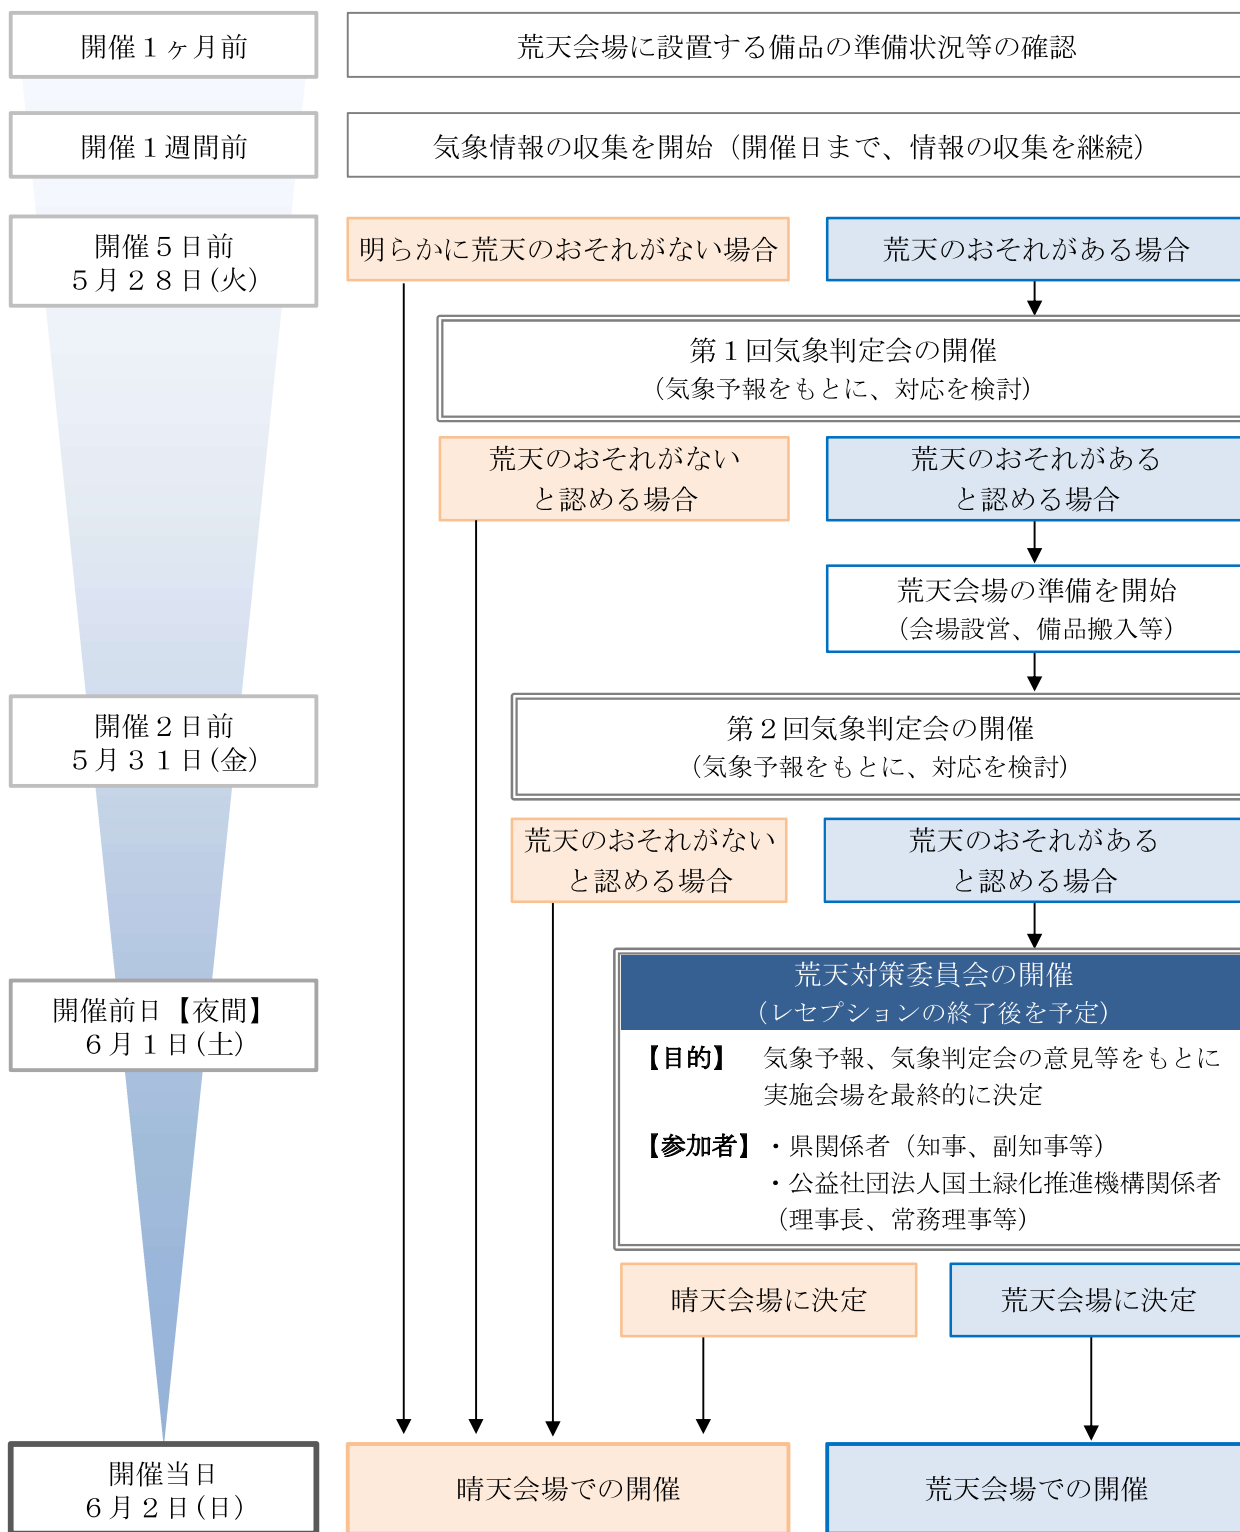 開催１ヶ月前
荒天会場に設置する備品の準備状況等の確認
開催１週間前
気象情報の収集を開始（開催日まで、情報の収集を継続）
開催５日前
５月２８日(火)
明らかに荒天のおそれがない場合
荒天のおそれがある場合
第１回気象判定会の開催
（気象予報をもとに、対応を検討）
荒天のおそれがない
と認める場合
荒天のおそれがある
と認める場合
荒天会場の準備を開始
（会場設営、備品搬入等）
開催２日前
５月３１日(金)
第２回気象判定会の開催
（気象予報をもとに、対応を検討）
荒天のおそれがない
と認める場合
荒天のおそれがある
と認める場合
開催前日【夜間】
６月１日(土)
荒天対策委員会の開催
（レセプションの終了後を予定）
【目的】　気象予報、気象判定会の意見等をもとに
実施会場を最終的に決定
【参加者】・県関係者（知事、副知事等）
・公益社団法人国土緑化推進機構関係者
（理事長、常務理事等）
晴天会場に決定
荒天会場に決定
開催当日
６月２日(日)
晴天会場での開催
荒天会場での開催